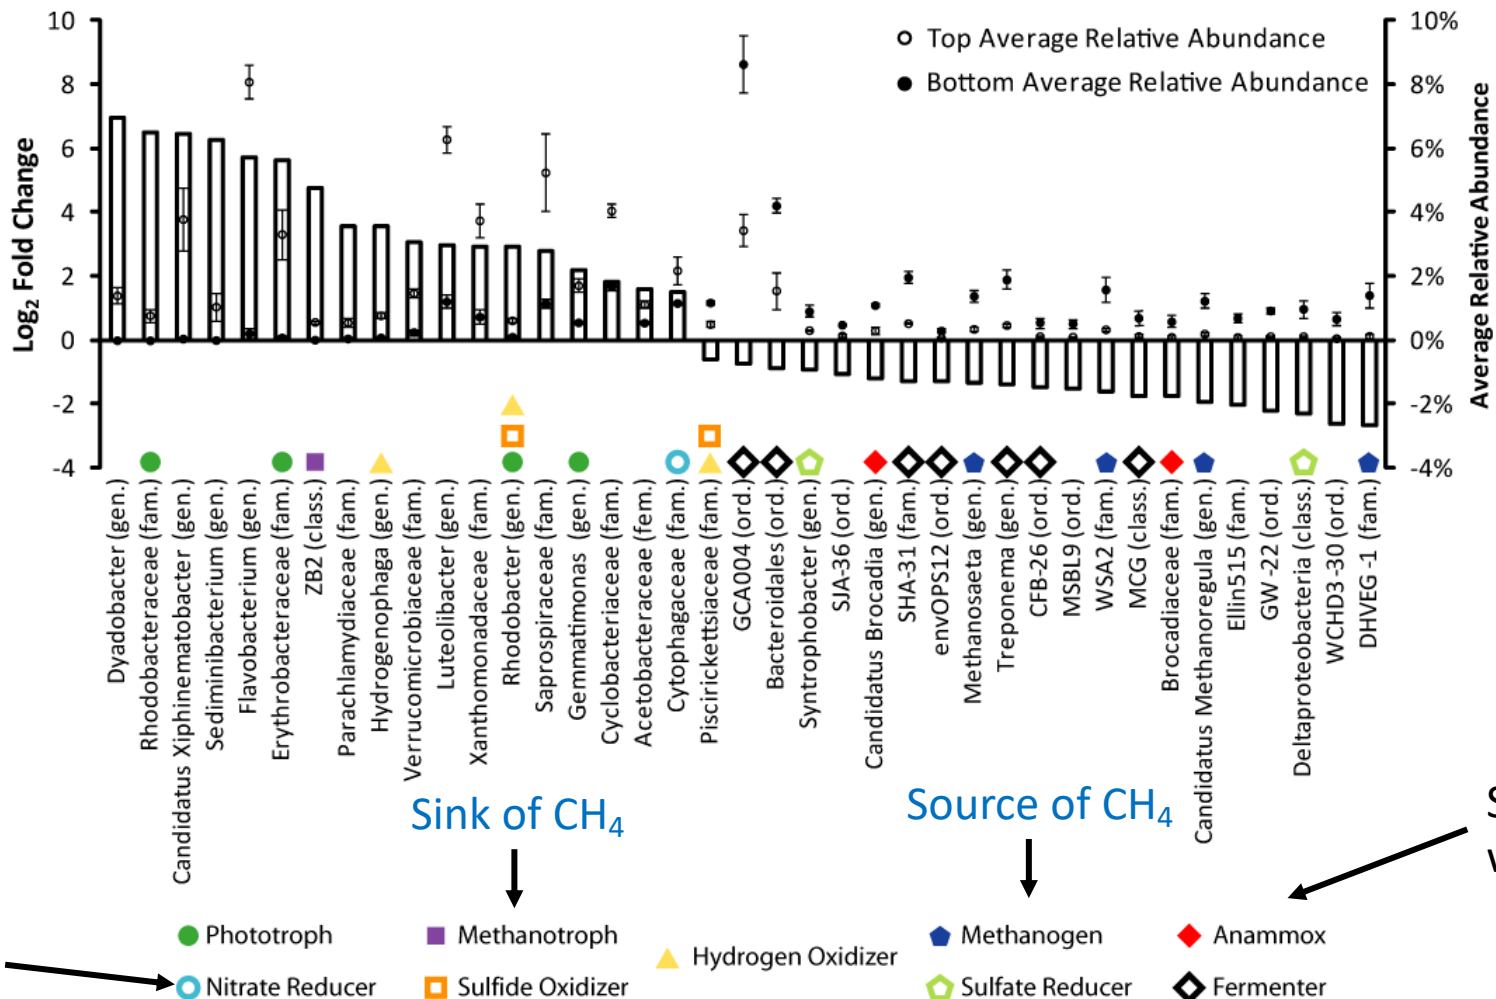 Top Average Relative Abundance
Bottom Average Relative Abundance
Log2 Fold Change
10
8
6
4
2
0
-2
-4
10%
8%
6%
4%
2%
0%
-2%
-4%
Average Relative Abundance
Dyadobacter (gen.)
Rhodobacteraceae (fam.)
Candidatus Xiphinematobacter (gen.)
Sediminibacterium (gen.)
Flavobacterium (gen.)
Erythrobacteraceae (fam.)
ZB2 (class.)
Parachlamydiaceae (fam.)
Hydrogenophaga (gen.)
Verrucomicrobiaceae (fam.)
Luteolibacter (gen.)
Xanthomonadaceae (fam.)
Rhodobacter (gen.)
Saprospiraceae (fam.)
Gemmatimonas (gen.)
Cyclobacteriaceae (fam.)
Acetobacteraceae (fem.)
Cytophagaceae (fam.)
Piscirickettsiaceae (fam.)
GCA004 (ord.)
Bacteroidales (ord.)
Syntrophobacter (gen.)
SJA-36 (ord.)
Candidatus Brocadia (gen.)
SHA-31 (fam.)
envOPS12 (ord.)
Methanosaeta (gen.)
Treponema (gen.)
CFB-26 (ord.)
MSBL9 (ord.)
WSA2 (fam.)
MCG (class.)
Brocadiaceae (fam.)
Candidatus Methanoregula (gen.)
Ellin515 (fam.)
GW-22 (ord.)
Deltaproteobacteria (class.)
WCHD3 -30 (ord.)
DHVEG -1 (fam.)
Sink of CH4
Source of CH4
Phototroph
Methanotroph
Hydrogen Oxidizer
Methanogen
Anammox
Nitrate Reducer
Sulfide Oxidizer
Sulfate Reducer
Fermenter